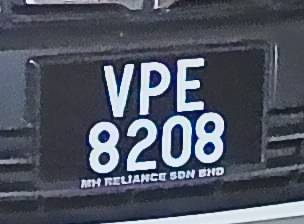 VPE
8208
MH RELIANCE SDN BHD